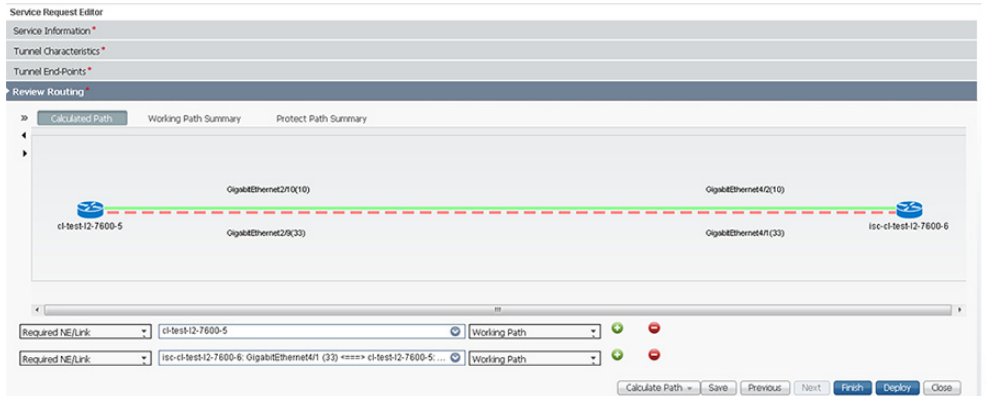 Service Request Editor
Service Information *
Tunnel Characteristics *
Tunnel End-Points *
Review Routing *
» Calculated Path Working Path Summary Protect Path Summary
GigabitEthernet2/10(10) GigabitEthernet4/2(10)
cl-test-l2-7600-5 isc-cl-test-l2-7600-6
GigabitEthernet2/9(33) GigabitEthernet4/1(33)
Required NE/Link cl-test-l2-7600-5 Working Path
Required NE/Link isc-cl-test-l2-7600-6: GigabitEthernet4/1 (33) <===> cl-test-l2-7600-5: ... Working Path
Calculate Path Save Previous Next Finish Deploy Close